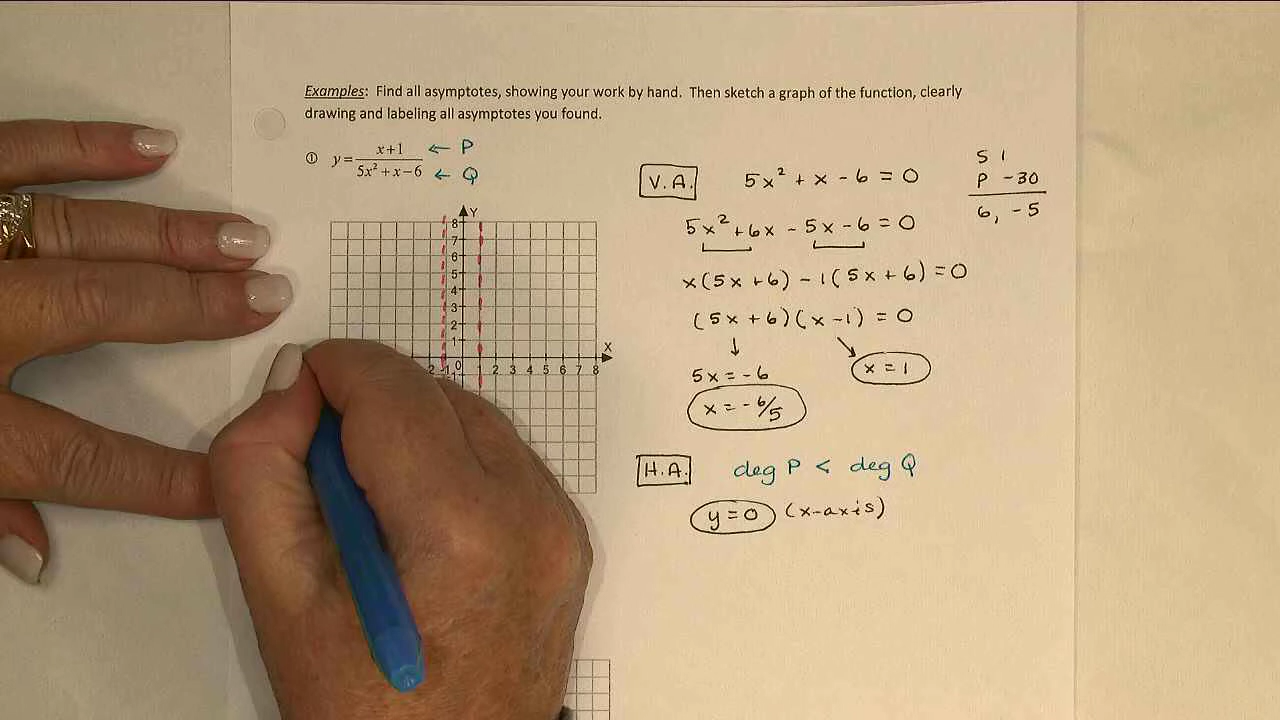 Examples: Find all asymptotes, showing your work by hand. Then sketch a graph of the function, clearly
drawing and labeling all asymptotes you found.
① y = (x+1)/(5x²+x−6)
← P
← Q
Y
8
7
6
5
4
3
2
1
X
2 -1 0 1 2 3 4 5 6 7 8
-1
V.A. 5x² + x − 6 = 0
5x² + 6x − 5x − 6 = 0
x(5x + 6) − 1(5x + 6) = 0
(5x + 6)(x − 1) = 0
↓ ↘
5x = −6
x = −6/5
x = 1
S 1
P −30
6, −5
H.A. deg P < deg Q
y = 0 (x-axis)